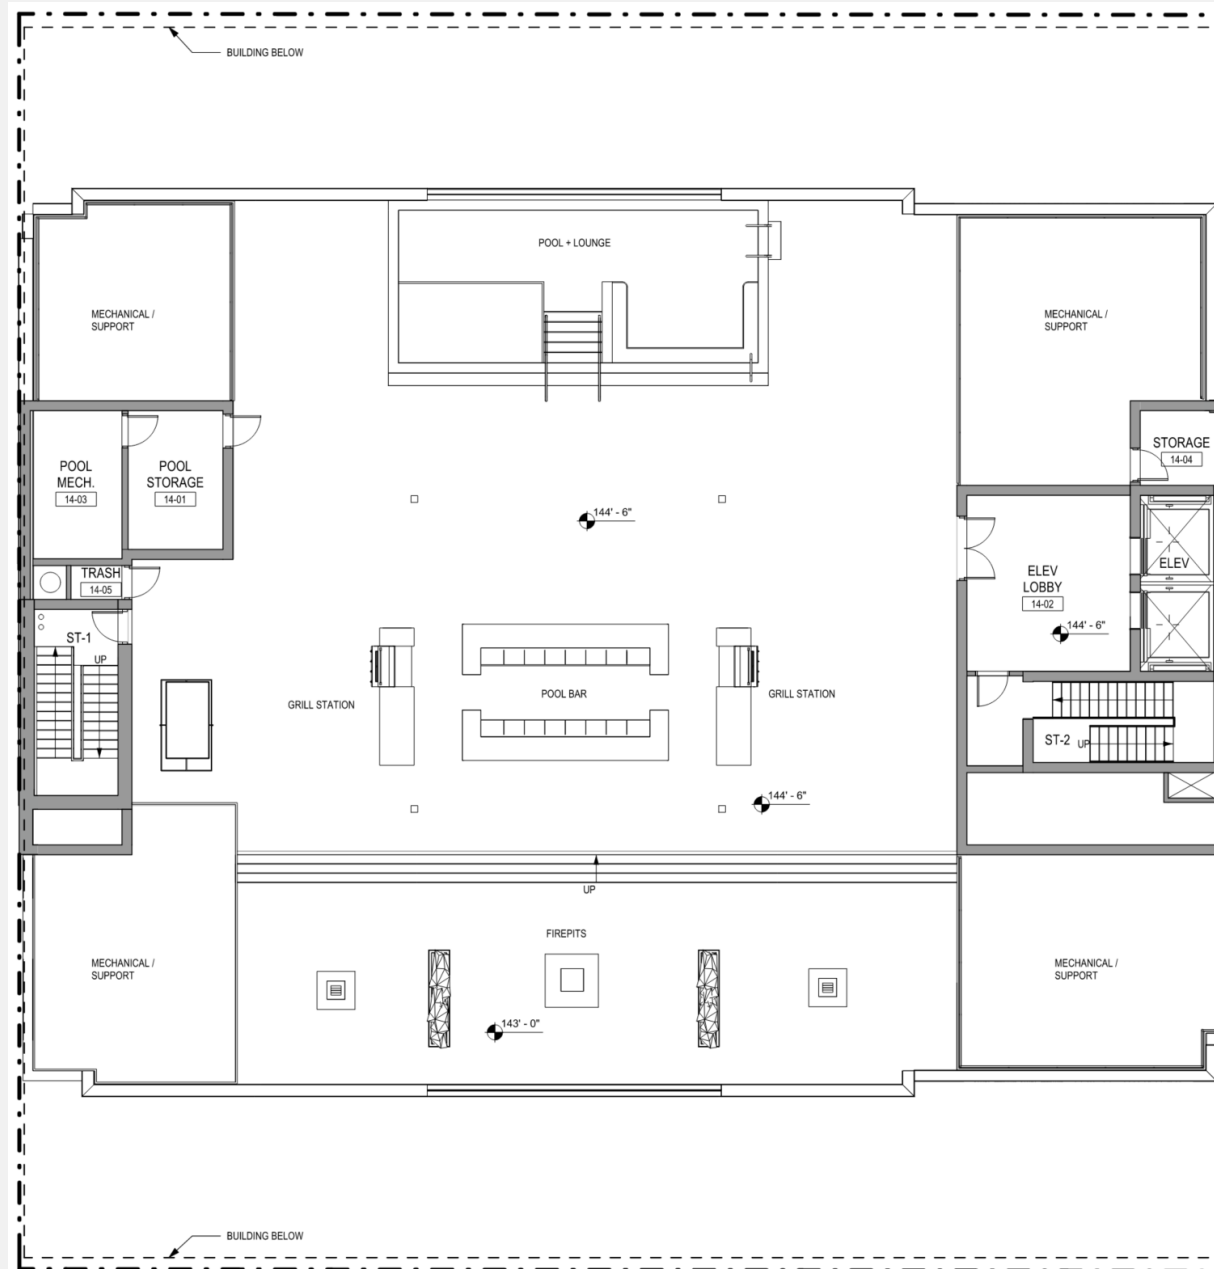 BUILDING BELOW
POOL + LOUNGE
MECHANICAL /
SUPPORT
MECHANICAL /
SUPPORT
STORAGE
14-04
POOL
MECH.
14-03
POOL
STORAGE
14-01
144' - 6"
ELEV
ELEV
LOBBY
14-02
TRASH
14-05
144' - 6"
ST-1
UP
GRILL STATION
POOL BAR
GRILL STATION
ST-2
UP
144' - 6"
UP
FIREPITS
MECHANICAL /
SUPPORT
MECHANICAL /
SUPPORT
143' - 0"
BUILDING BELOW